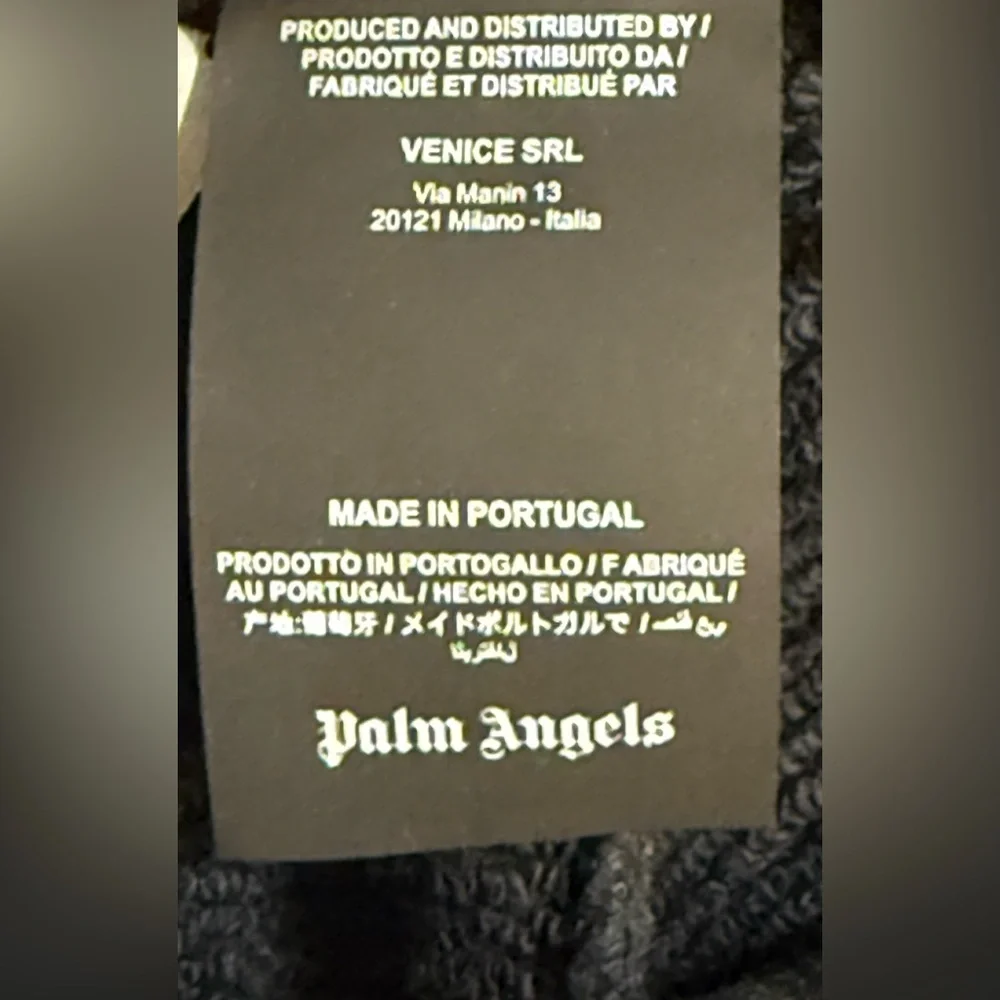 PRODUCED AND DISTRIBUTED BY /
PRODOTTO E DISTRIBUITO DA /
FABRIQUÉ ET DISTRIBUÉ PAR
VENICE SRL
Via Manin 13
20121 Milano - Italia
MADE IN PORTUGAL
PRODOTTO IN PORTOGALLO / F ABRIQUÉ
AU PORTUGAL / HECHO EN PORTUGAL /
产地:葡萄牙 / メイドポルトガルで /
Palm Angels